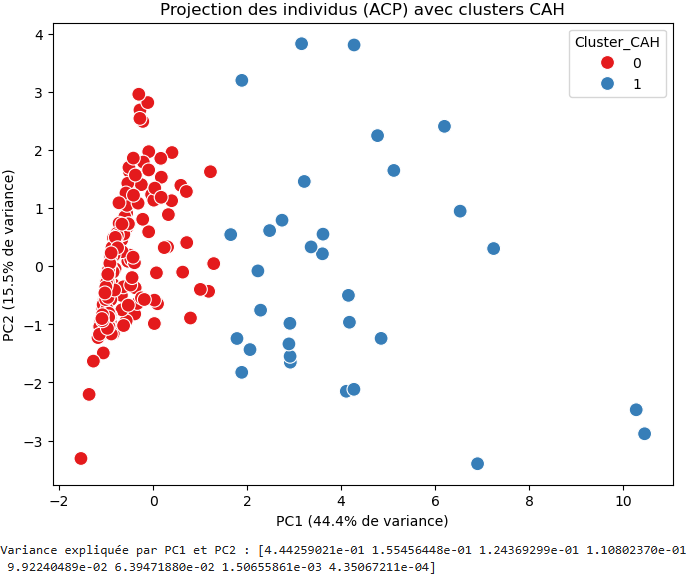 Projection des individus (ACP) avec clusters CAH
Cluster_CAH
0
1
4
3
2
1
0
−1
−2
−3
PC2 (15.5% de variance)
−2
0
2
4
6
8
10
PC1 (44.4% de variance)
Variance expliquée par PC1 et PC2 : [4.44259021e-01 1.55456448e-01 1.24369299e-01 1.10802370e-01
9.92240489e-02 6.39471880e-02 1.50655861e-03 4.35067211e-04]